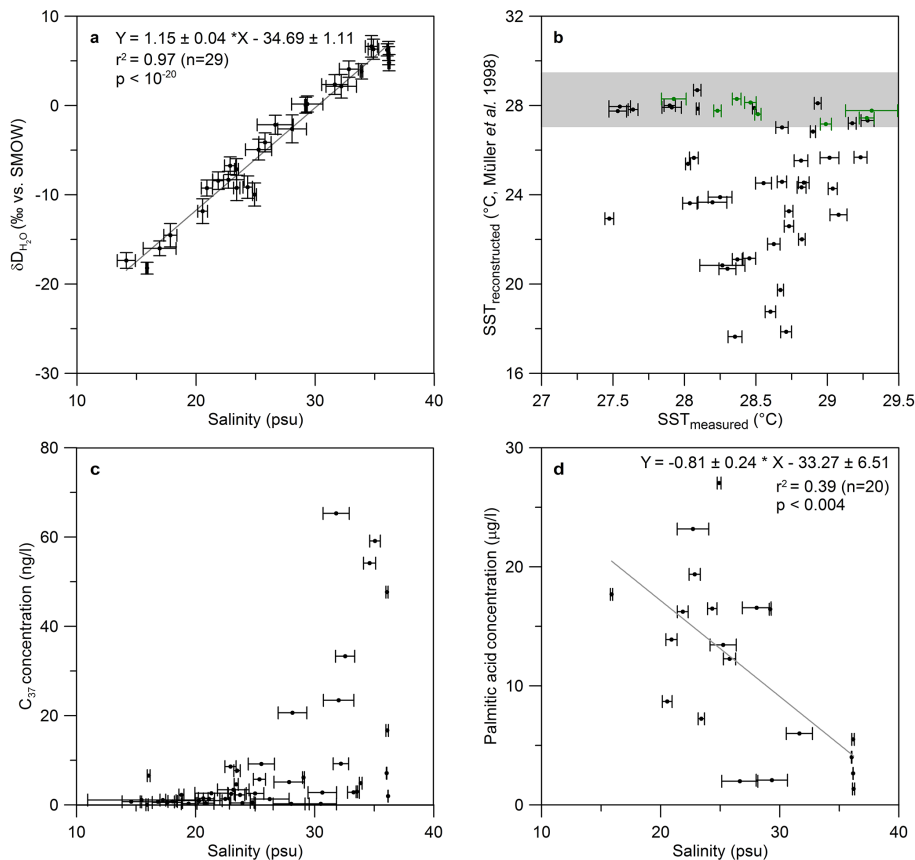 a
Y = 1.15 ± 0.04 *X - 34.69 ± 1.11
r² = 0.97 (n=29)
p < 10⁻²⁰
10
0
-10
-20
-30
δD_H₂O (‰ vs. SMOW)
10
20
30
40
Salinity (psu)
b
32
28
24
20
16
SST_reconstructed (°C, Müller et al. 1998)
27
27.5
28
28.5
29
29.5
SST_measured (°C)
c
80
60
40
20
0
C₃₇ concentration (ng/l)
10
20
30
40
Salinity (psu)
d
Y = -0.81 ± 0.24 * X - 33.27 ± 6.51
r² = 0.39 (n=20)
p < 0.004
30
20
10
0
Palmitic acid concentration (µg/l)
10
20
30
40
Salinity (psu)